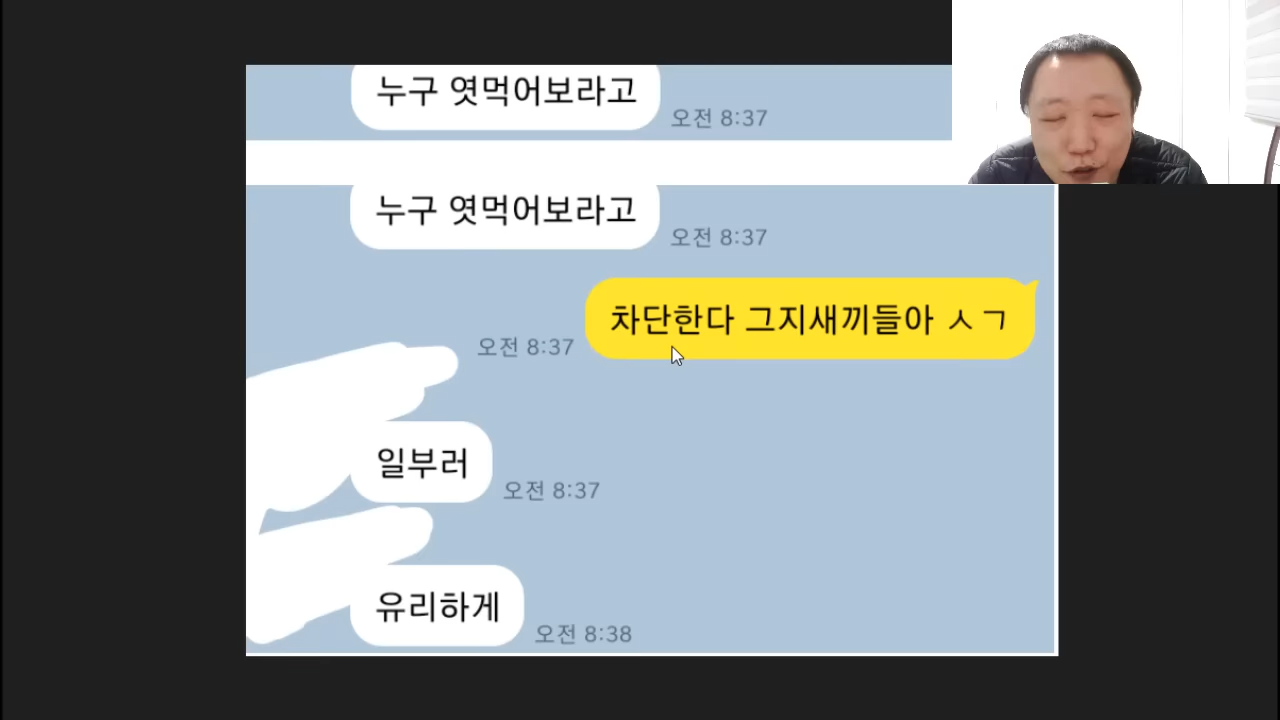 누구 엿먹어보라고
오전 8:37
누구 엿먹어보라고
오전 8:37
차단한다 그지새끼들아 ㅅㄱ
오전 8:37
일부러
오전 8:37
유리하게
오전 8:38